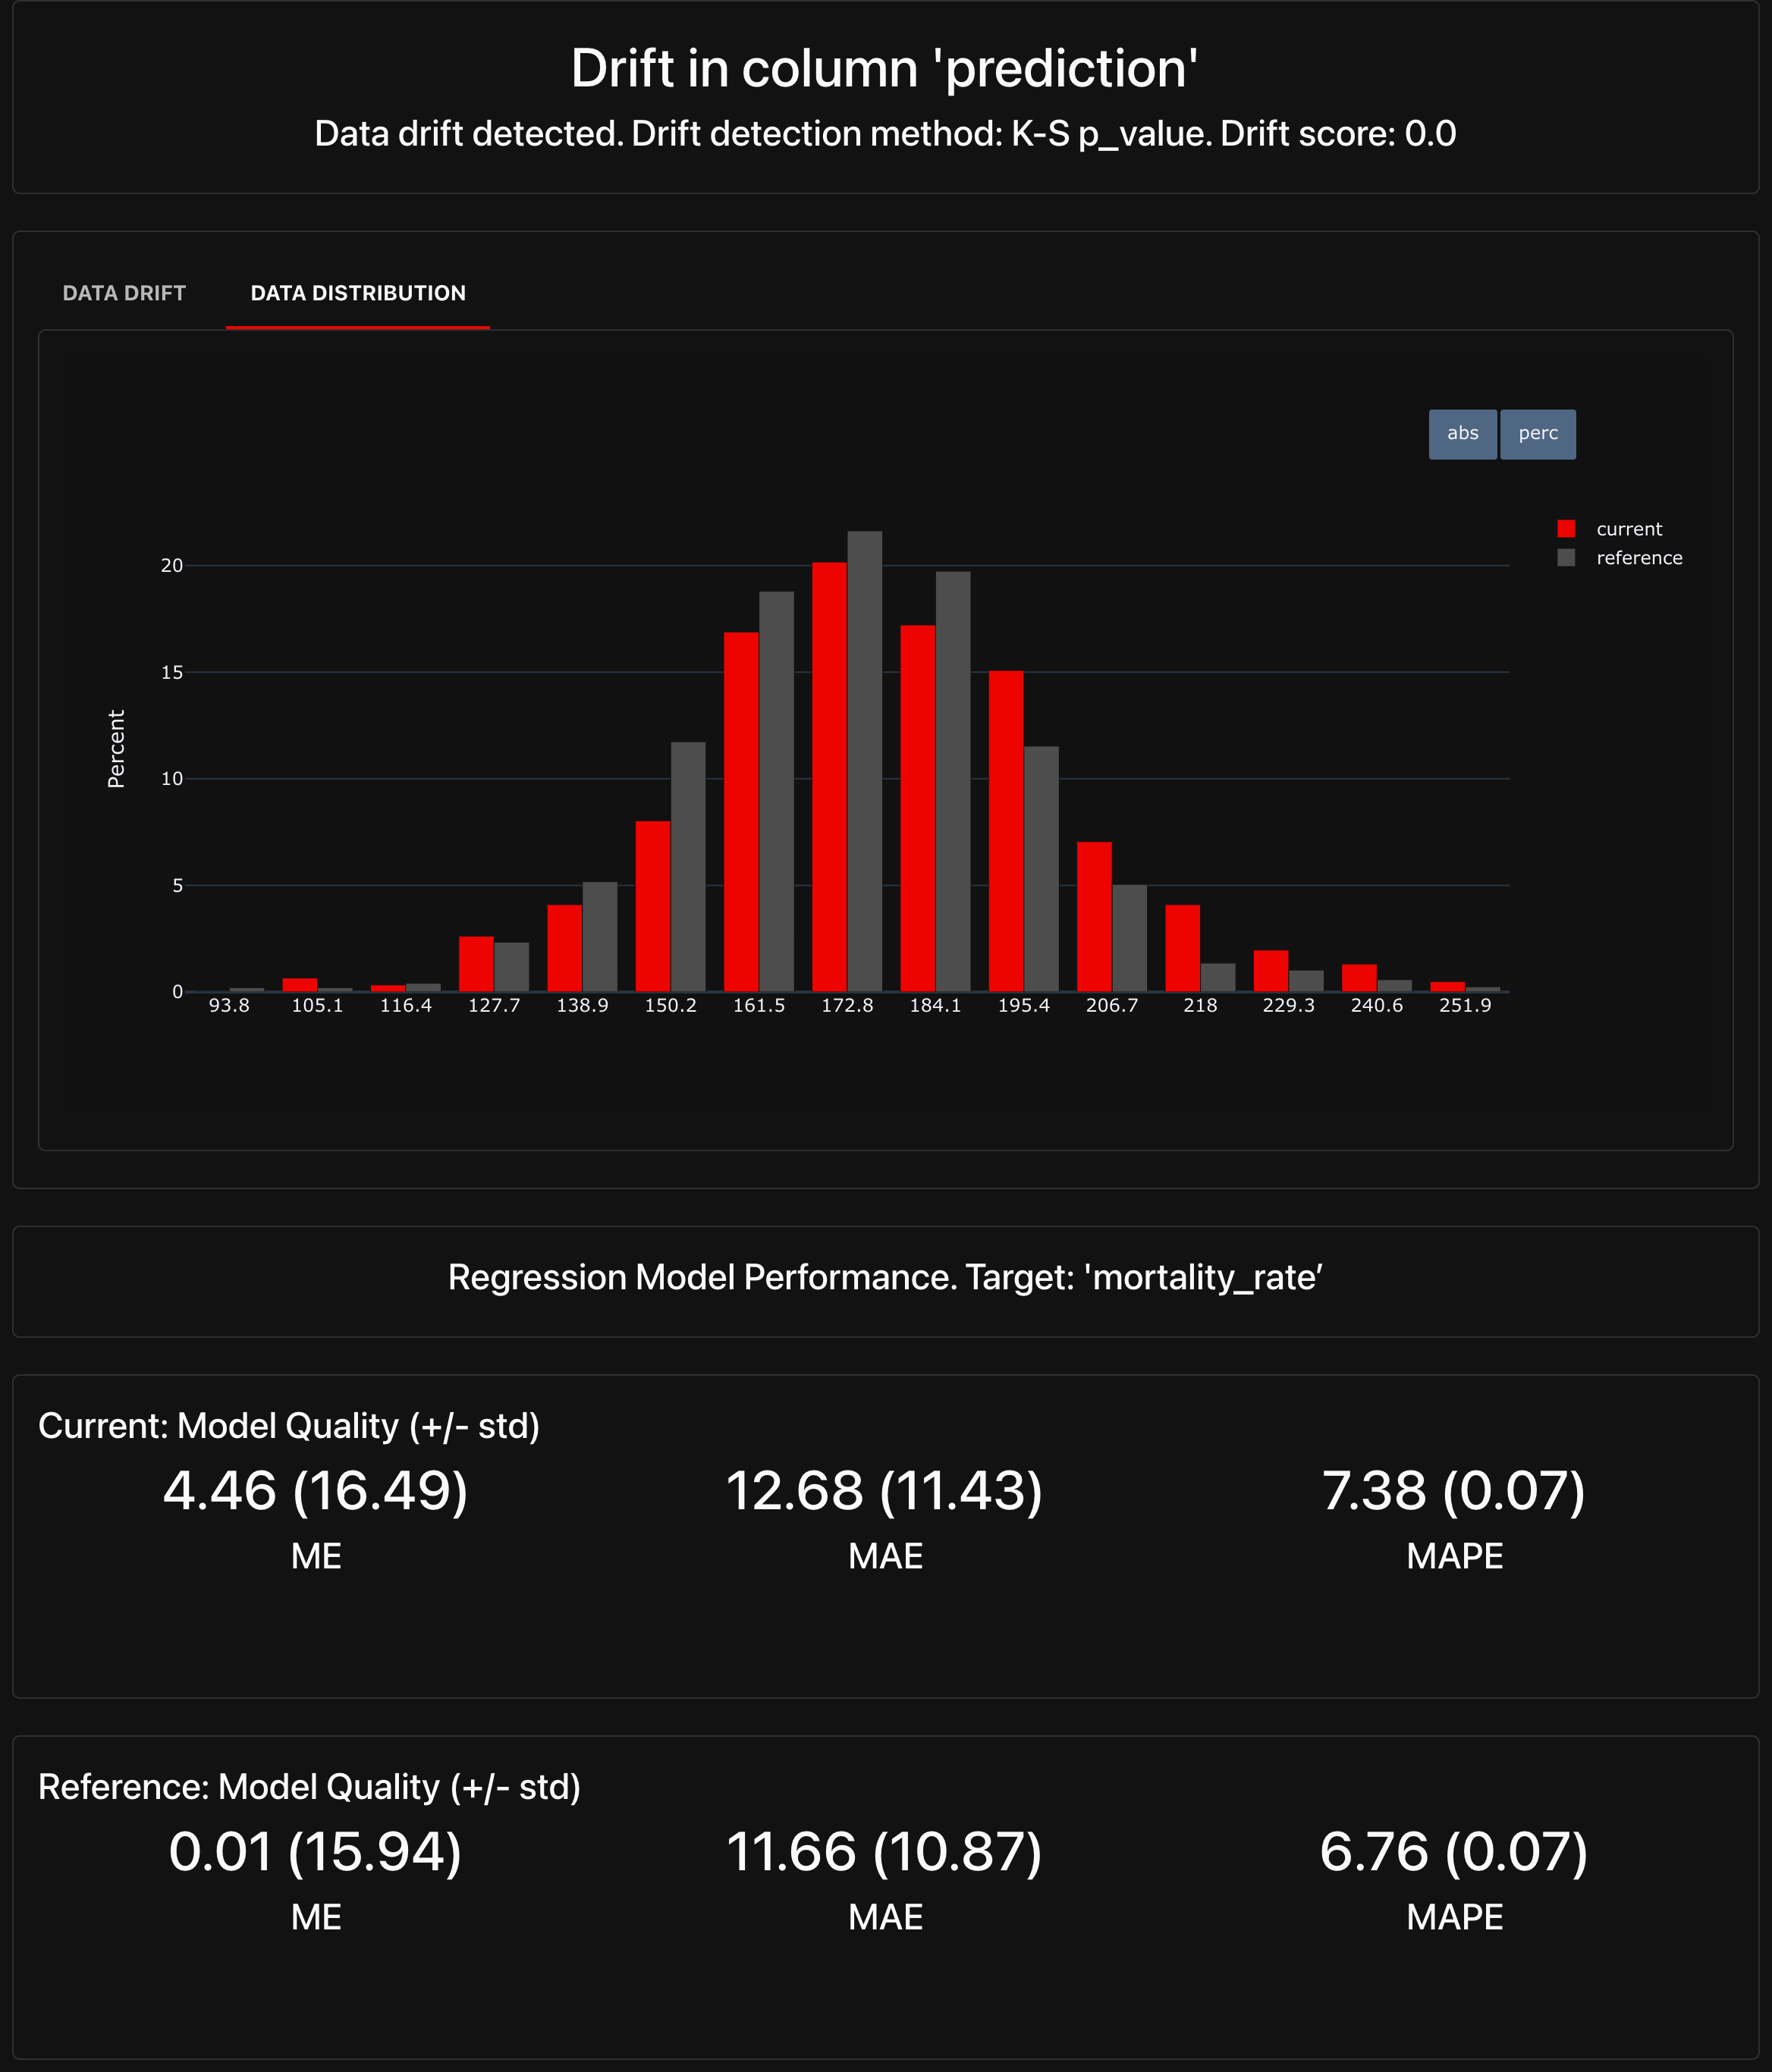 Drift in column 'prediction'
Data drift detected. Drift detection method: K-S p_value. Drift score: 0.0
DATA DRIFT
DATA DISTRIBUTION
abs
perc
current
reference
Percent
20
15
10
5
0
93.8 105.1 116.4 127.7 138.9 150.2 161.5 172.8 184.1 195.4 206.7 218 229.3 240.6 251.9
Regression Model Performance. Target: 'mortality_rate’
Current: Model Quality (+/- std)
4.46 (16.49) 12.68 (11.43) 7.38 (0.07)
ME MAE MAPE
Reference: Model Quality (+/- std)
0.01 (15.94) 11.66 (10.87) 6.76 (0.07)
ME MAE MAPE